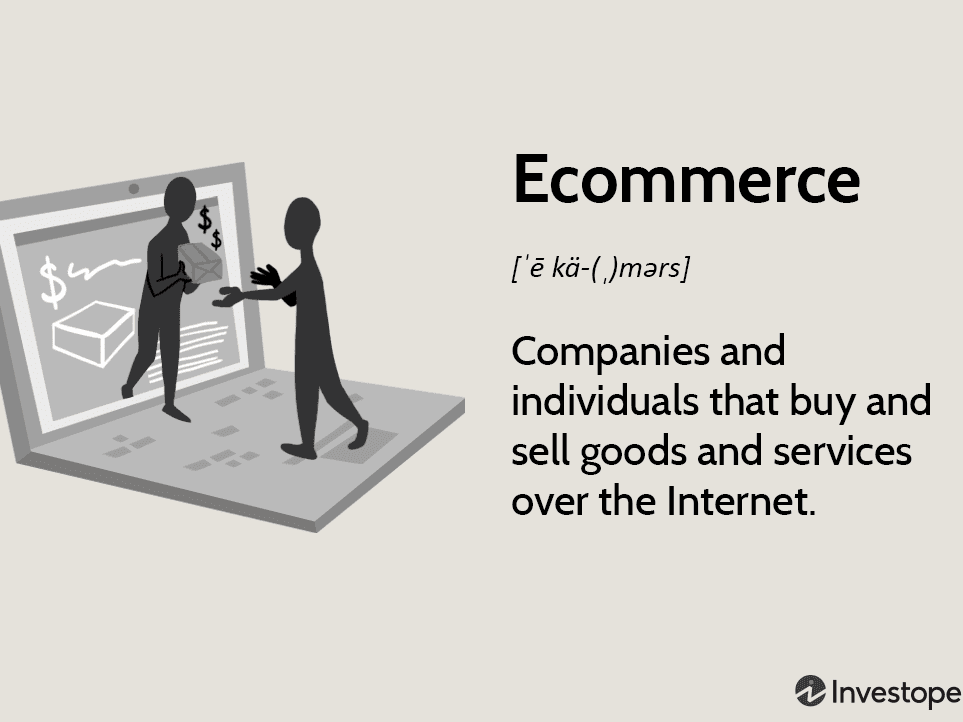 Ecommerce
[ˈē kä-(ˌ)mərs]
Companies and
individuals that buy and
sell goods and services
over the Internet.
$
$
$
Investope